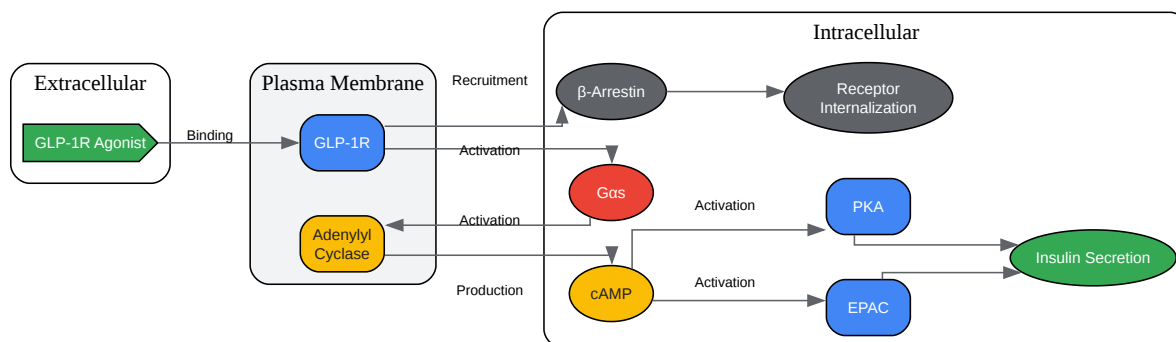 Intracellular
Extracellular
Plasma Membrane
Recruitment
β-Arrestin
Receptor
Internalization
GLP-1R Agonist
Binding
GLP-1R
Activation
Gαs
Activation
PKA
Activation
Adenylyl
Cyclase
Insulin Secretion
Production
cAMP
Activation
EPAC